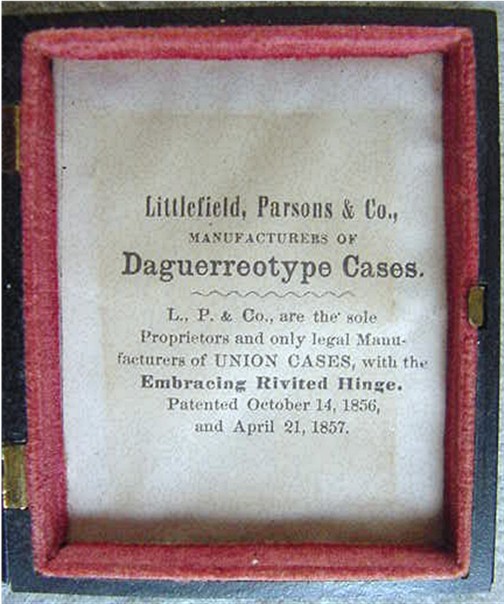 Littlefield, Parsons & Co.,
MANUFACTURERS OF
Daguerreotype Cases.
L., P. & Co., are the sole
Proprietors and only legal Manu-
facturers of UNION CASES, with the
Embracing Rivited Hinge.
Patented October 14, 1856,
and April 21, 1857.